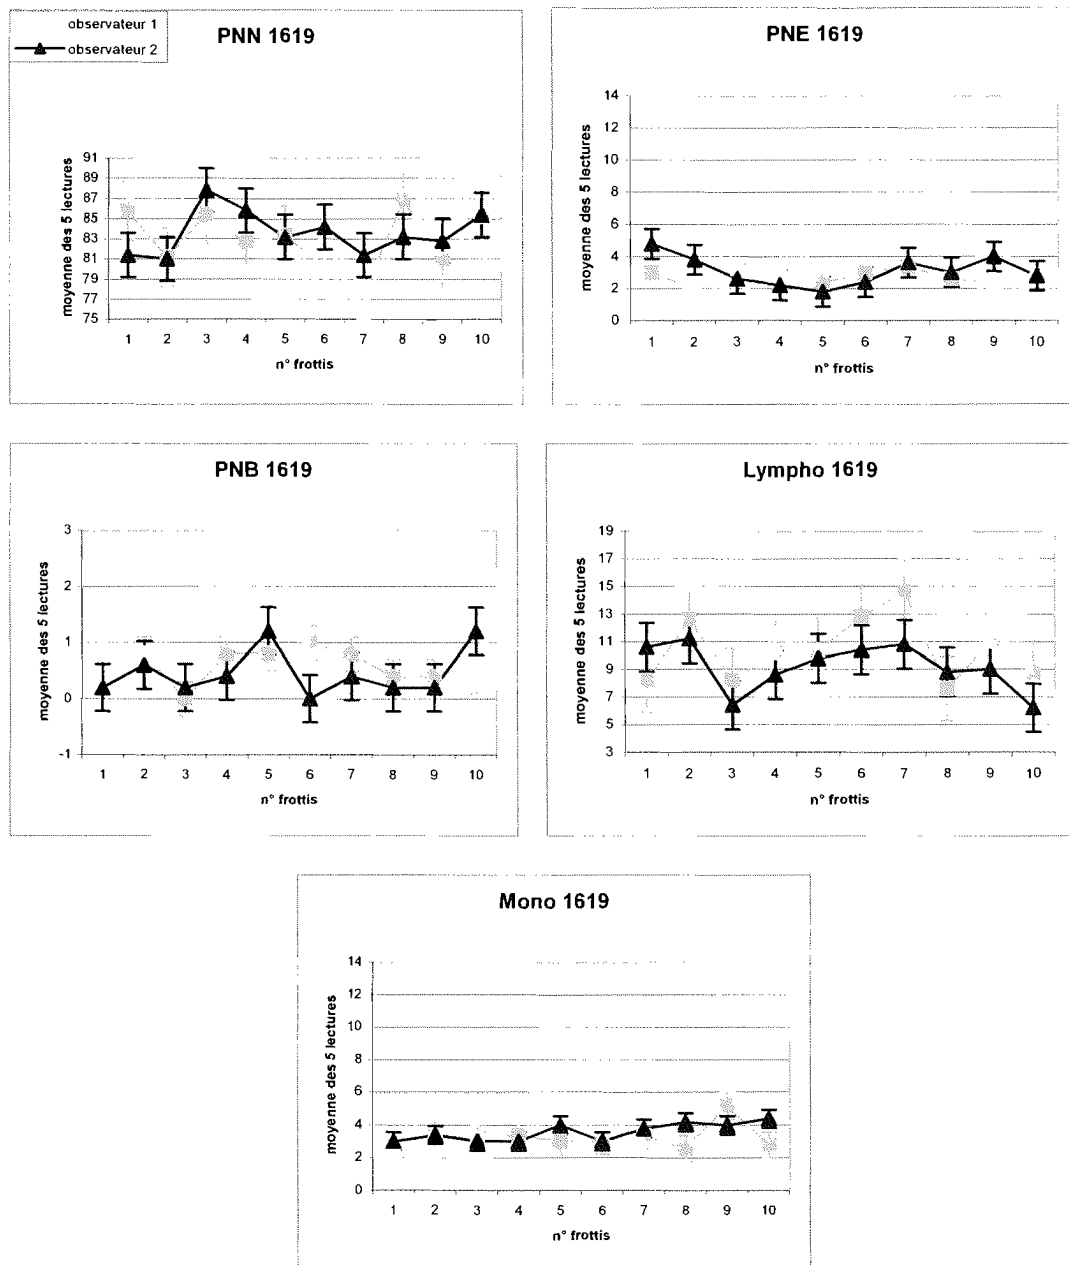 observateur 1
observateur 2
PNN 1619
moyenne des 5 lectures
91
89
87
85
83
81
79
77
75
1 2 3 4 5 6 7 8 9 10
n° frottis
PNE 1619
moyenne des 5 lectures
14
12
10
8
6
4
2
0
1 2 3 4 5 6 7 8 9 10
n° frottis
PNB 1619
moyenne des 5 lectures
3
2
1
0
-1
1 2 3 4 5 6 7 8 9 10
n° frottis
Lympho 1619
moyenne des 5 lectures
19
17
15
13
11
9
7
5
3
1 2 3 4 5 6 7 8 9 10
n° frottis
Mono 1619
moyenne des 5 lectures
14
12
10
8
6
4
2
0
1 2 3 4 5 6 7 8 9 10
n° frottis